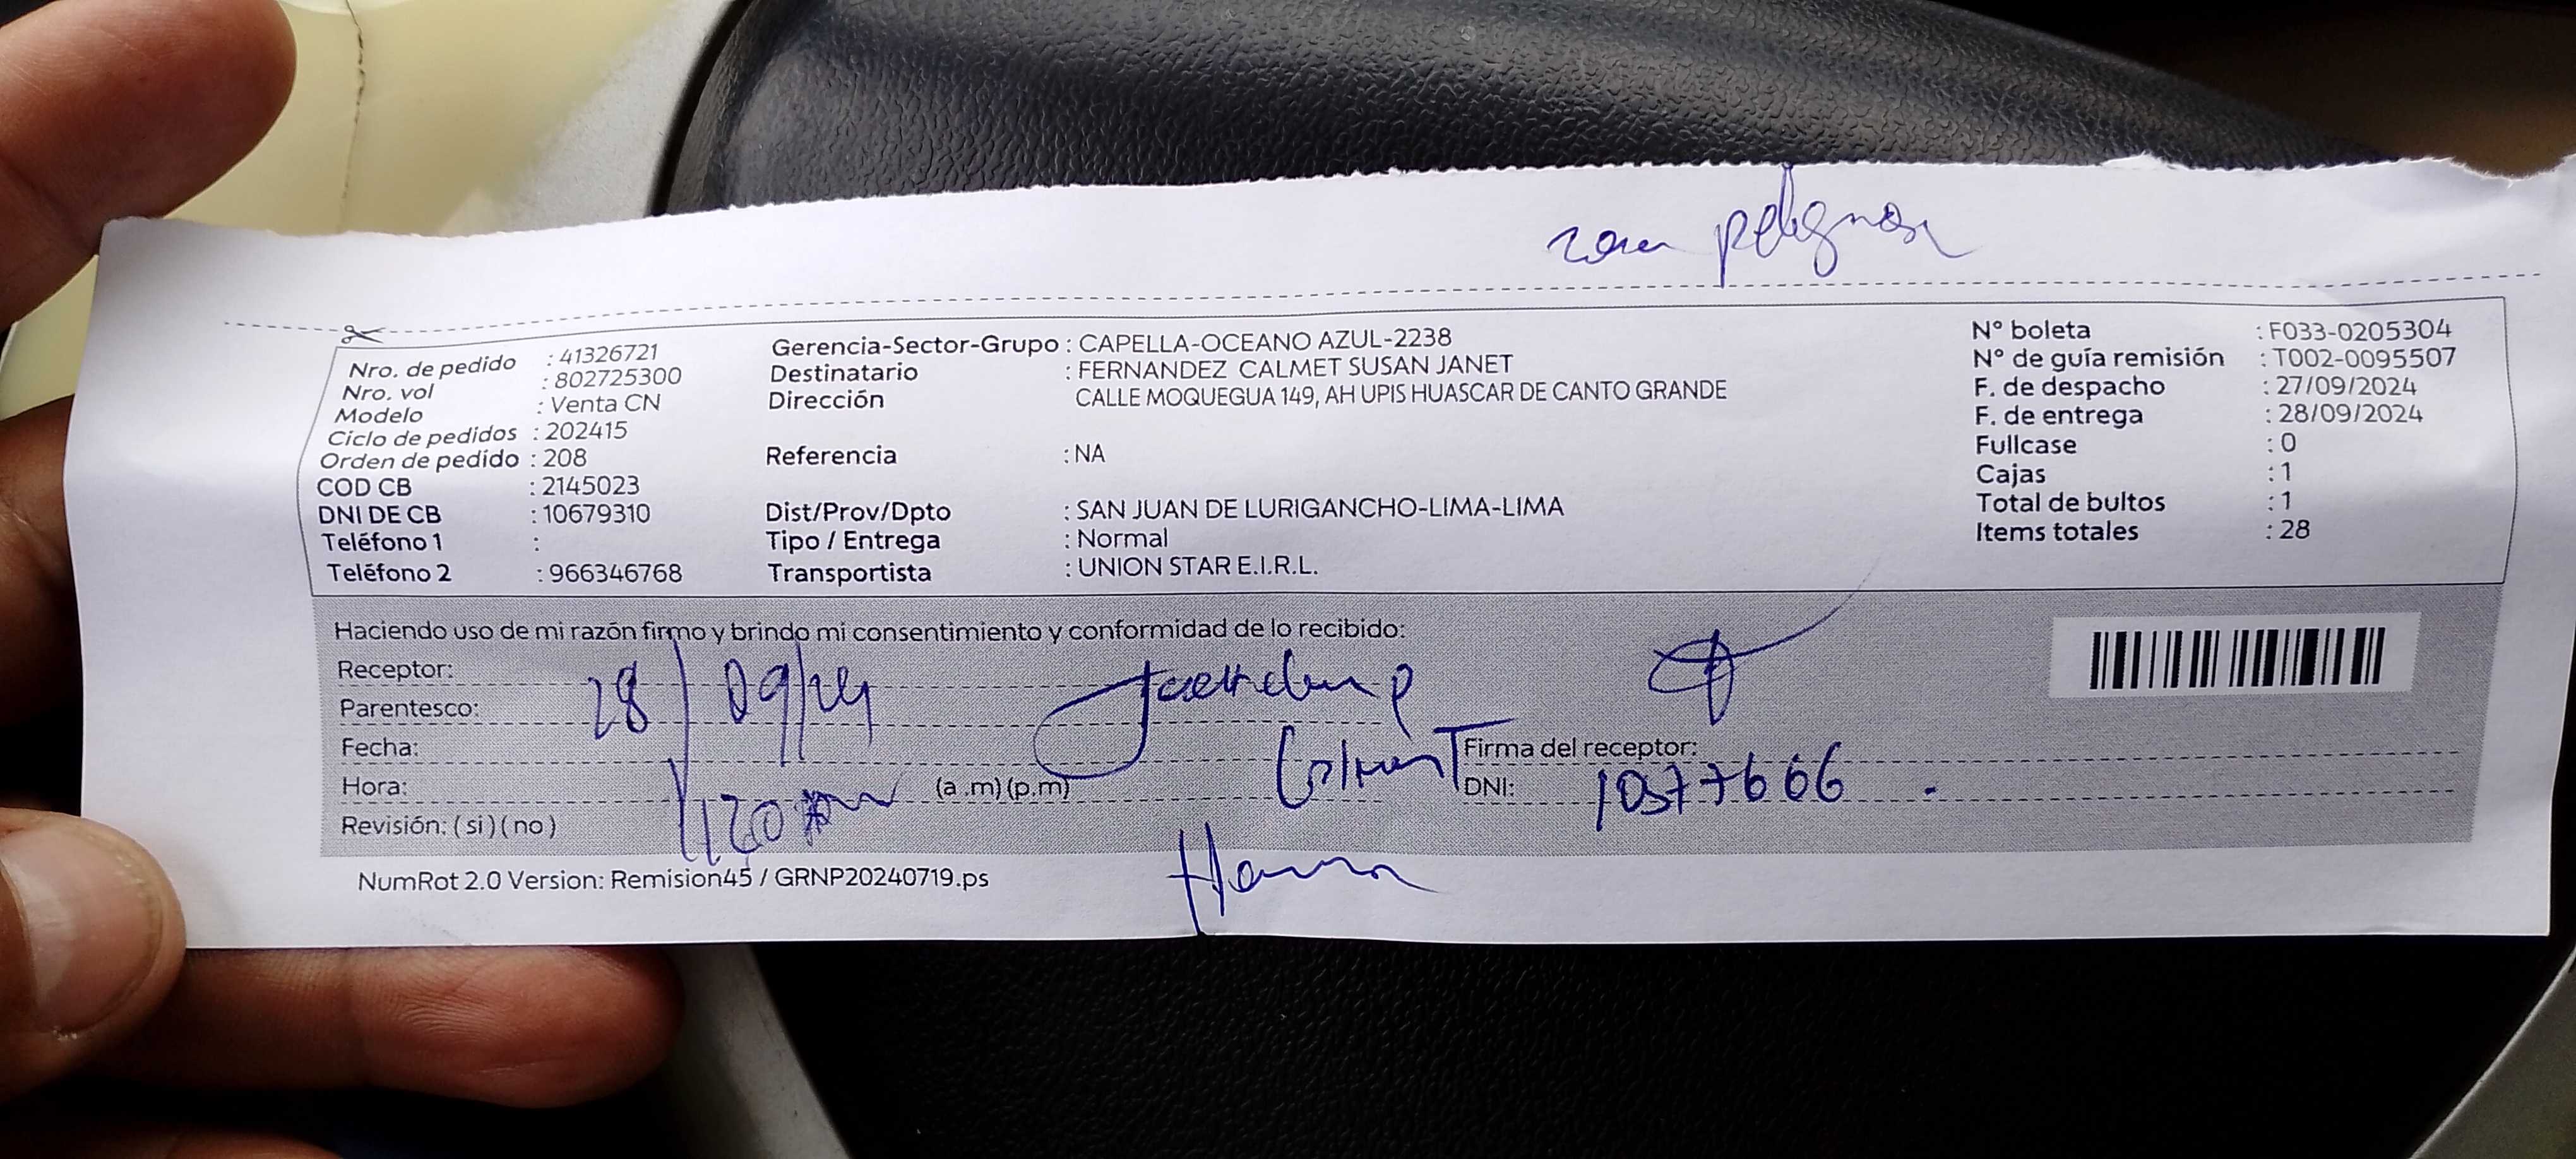 zona peligrosa
Nro. de pedido : 41326721
Nro. vol : 802725300
Modelo : Venta CN
Ciclo de pedidos : 202415
Orden de pedido : 208
COD CB : 2145023
DNI DE CB : 10679310
Teléfono 1 :
Teléfono 2 : 966346768
Gerencia-Sector-Grupo : CAPELLA-OCEANO AZUL-2238
Destinatario : FERNANDEZ CALMET SUSAN JANET
Dirección CALLE MOQUEGUA 149, AH UPIS HUASCAR DE CANTO GRANDE
Referencia : NA
Dist/Prov/Dpto : SAN JUAN DE LURIGANCHO-LIMA-LIMA
Tipo / Entrega : Normal
Transportista : UNION STAR E.I.R.L.
N° boleta : F033-0205304
N° de guía remisión : T002-0095507
F. de despacho : 27/09/2024
F. de entrega : 28/09/2024
Fullcase : 0
Cajas : 1
Total de bultos : 1
Items totales : 28
Haciendo uso de mi razón firmo y brindo mi consentimiento y conformidad de lo recibido:
Receptor:
Parentesco: 28/09/24
Fecha:
Hora: (a .m) (p.m)
Revisión: ( si ) ( no )
Calmet
Firma del receptor:
DNI: 10577666
NumRot 2.0 Version: Remision45 / GRNP20240719.ps